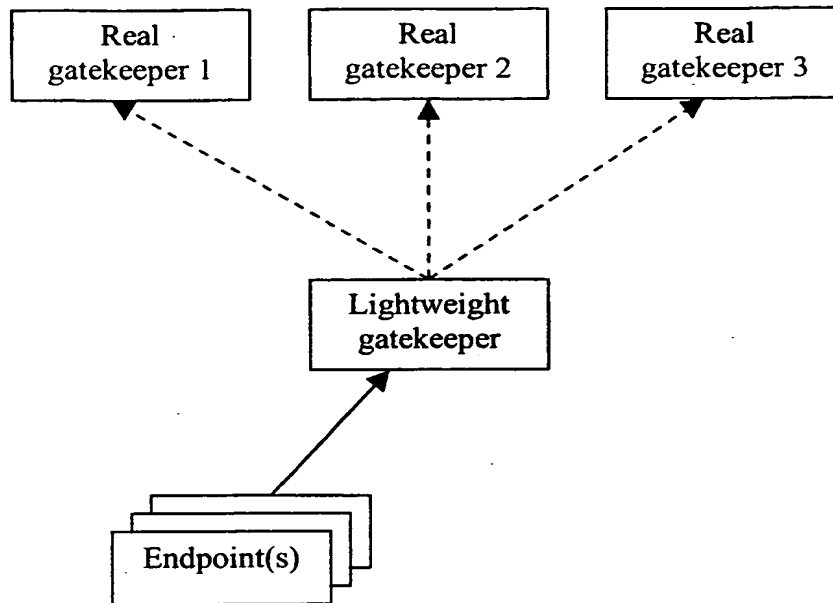 Real
gatekeeper 1
Real
gatekeeper 2
Real
gatekeeper 3
Lightweight
gatekeeper
Endpoint(s)